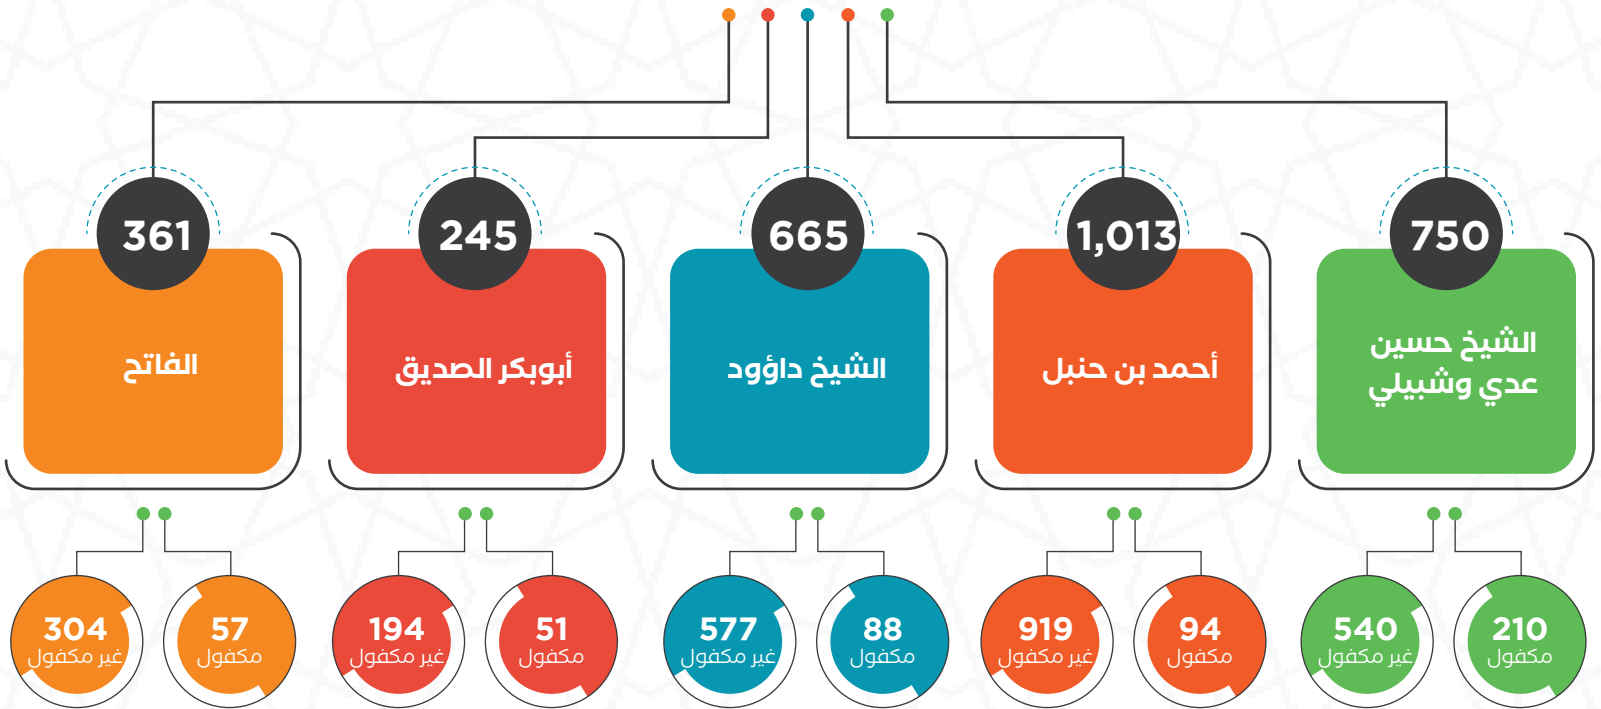 750
الشيخ حسين
عدي وشبيلي
210
مكفول
540
غير مكفول
1,013
أحمد بن حنبل
94
مكفول
919
غير مكفول
665
الشيخ داؤود
88
مكفول
577
غير مكفول
245
أبوبكر الصديق
51
مكفول
194
غير مكفول
361
الفاتح
57
مكفول
304
غير مكفول